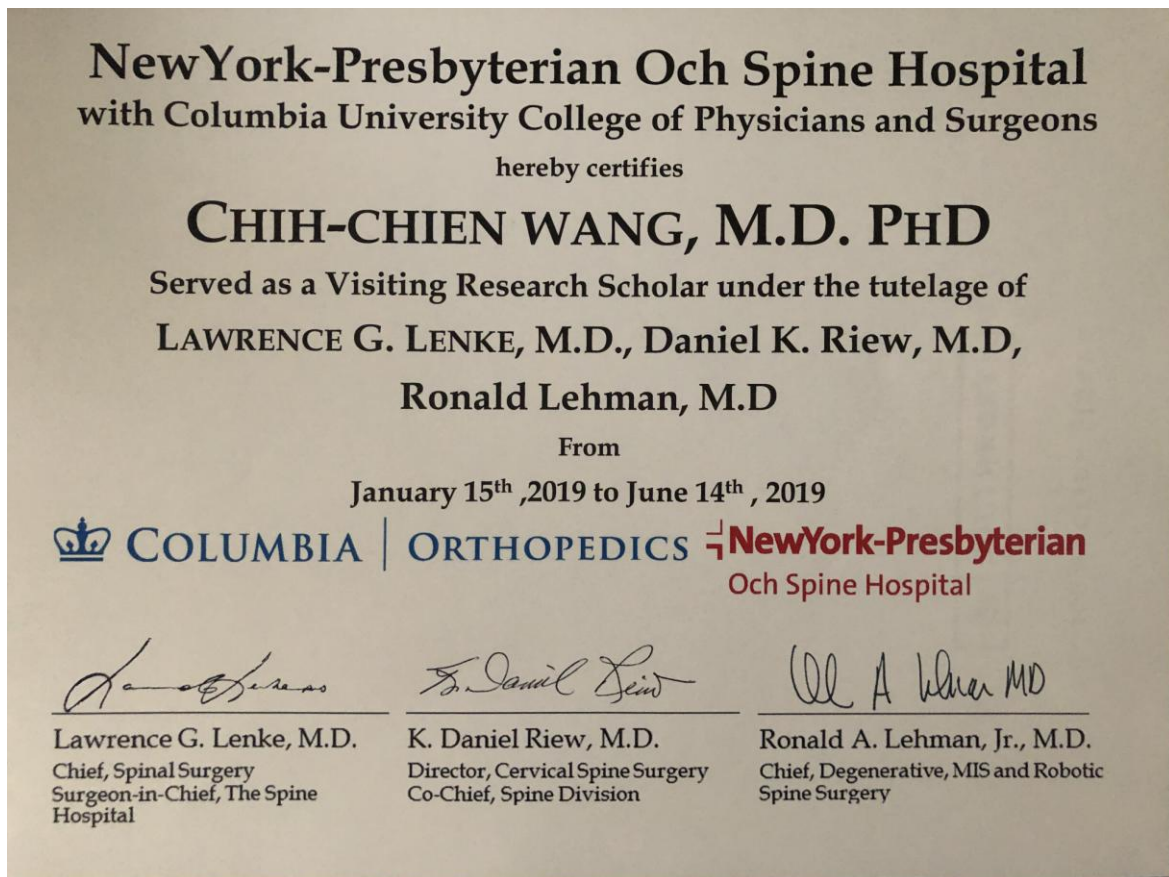 NewYork-Presbyterian Och Spine Hospital
with Columbia University College of Physicians and Surgeons
hereby certifies
CHIH-CHIEN WANG, M.D. PHD
Served as a Visiting Research Scholar under the tutelage of
LAWRENCE G. LENKE, M.D., Daniel K. Riew, M.D,
Ronald Lehman, M.D
From
January 15th ,2019 to June 14th , 2019
COLUMBIA | ORTHOPEDICS NewYork-Presbyterian
Och Spine Hospital
K. Daniel Riew
Lawrence G. Lenke, M.D. K. Daniel Riew, M.D. Ronald A. Lehman, Jr., M.D.
Chief, Spinal Surgery Director, Cervical Spine Surgery Chief, Degenerative, MIS and Robotic
Surgeon-in-Chief, The Spine Co-Chief, Spine Division Spine Surgery
Hospital